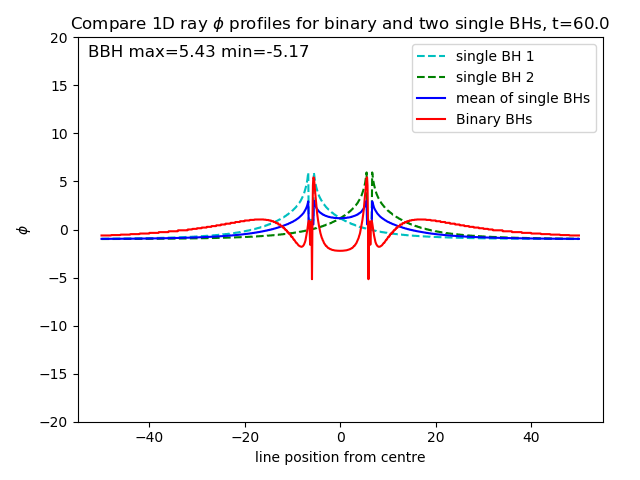 Compare 1D ray ϕ profiles for binary and two single BHs, t=60.0
BBH max=5.43 min=-5.17
single BH 1
single BH 2
mean of single BHs
Binary BHs
20
15
10
5
0
−5
−10
−15
−20
ϕ
−40
−20
0
20
40
line position from centre